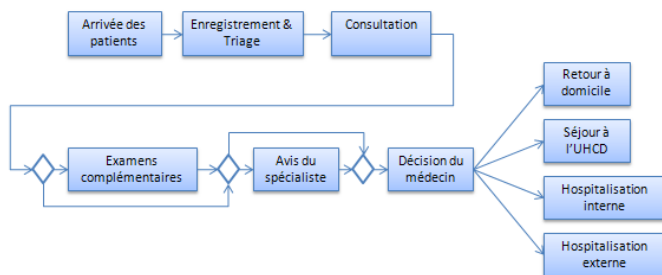 Arrivée des
patients
Enregistrement &
Triage
Consultation
Retour à
domicile
Séjour à
l'UHCD
Examens
complémentaires
Avis du
spécialiste
Décision du
médecin
Hospitalisation
interne
Hospitalisation
externe